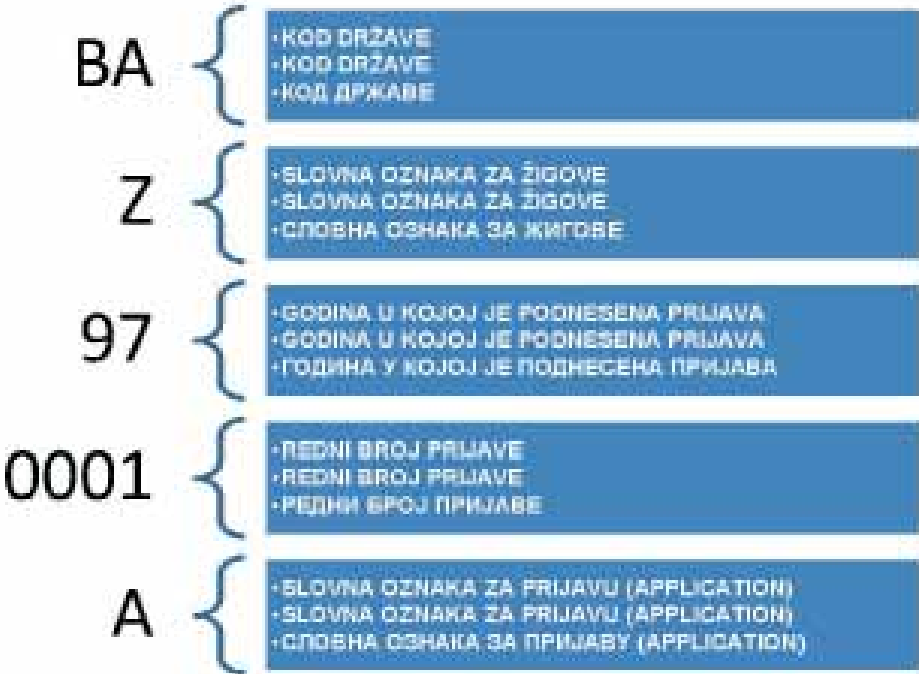 BA
•KOD DRŽAVE
•KOD DRŽAVE
•КОД ДРЖАВЕ
Z
•SLOVNA OZNAKA ZA ŽIGOVE
•SLOVNA OZNAKA ZA ŽIGOVE
•СЛОВНА ОЗНАКА ЗА ЖИГОВЕ
97
•GODINA U KOJOJ JE PODNESENA PRIJAVA
•GODINA U KOJOJ JE PODNESENA PRIJAVA
•ГОДИНА У КОЈОЈ ЈЕ ПОДНЕСЕНА ПРИЈАВА
0001
•REDNI BROJ PRIJAVE
•REDNI BROJ PRIJAVE
•РЕДНИ БРОЈ ПРИЈАВЕ
A
•SLOVNA OZNAKA ZA PRIJAVU (APPLICATION)
•SLOVNA OZNAKA ZA PRIJAVU (APPLICATION)
•СЛОВНА ОЗНАКА ЗА ПРИЈАВУ (APPLICATION)